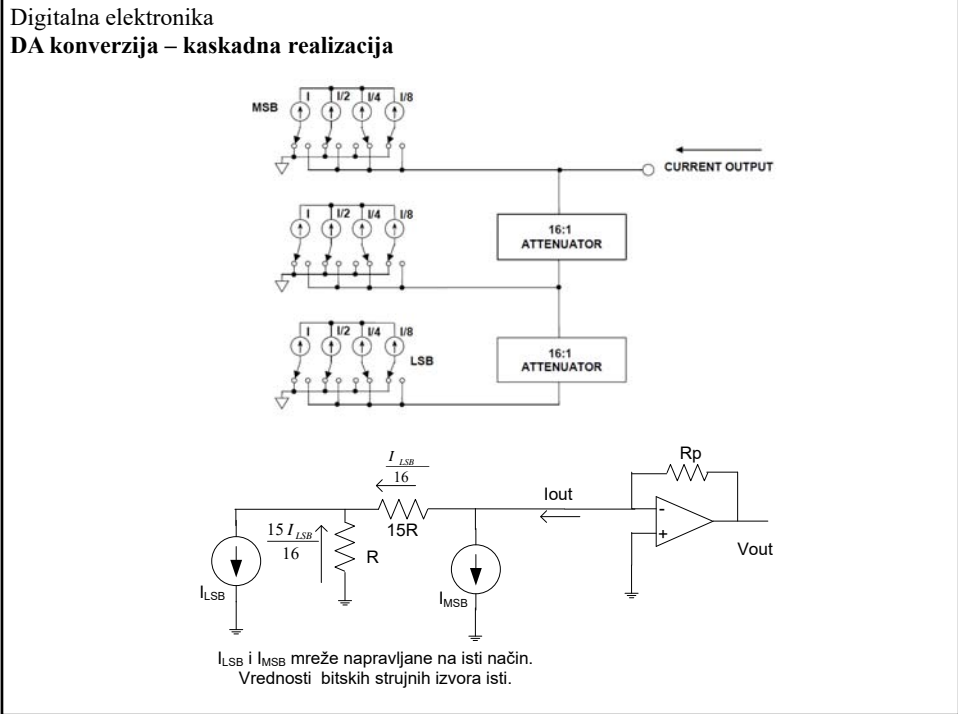 Digitalna elektronika
DA konverzija – kaskadna realizacija
MSB I I/2 I/4 I/8
CURRENT OUTPUT
I I/2 I/4 I/8
16:1
ATTENUATOR
I I/2 I/4 I/8
LSB
16:1
ATTENUATOR
I_LSB
16
Rp
Iout
-
15R
15 I_LSB
16
R
+
Vout
I_LSB
I_MSB
I_LSB i I_MSB mreže napravljane na isti način.
Vrednosti bitskih strujnih izvora isti.